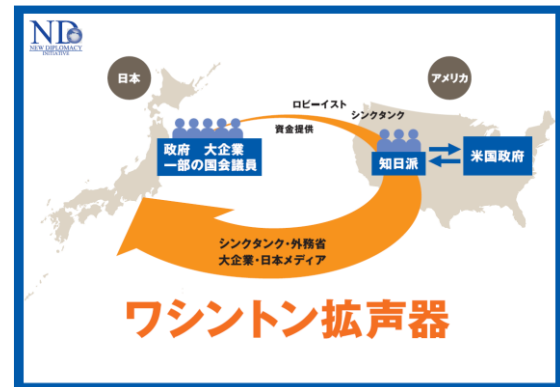 ND
NEW DIPLOMACY
INITIATIVE
日本
アメリカ
ロビーイスト
シンクタンク
資金提供
政府 大企業
一部の国会議員
知日派
米国政府
シンクタンク・外務省
大企業・日本メディア
ワシントン拡声器